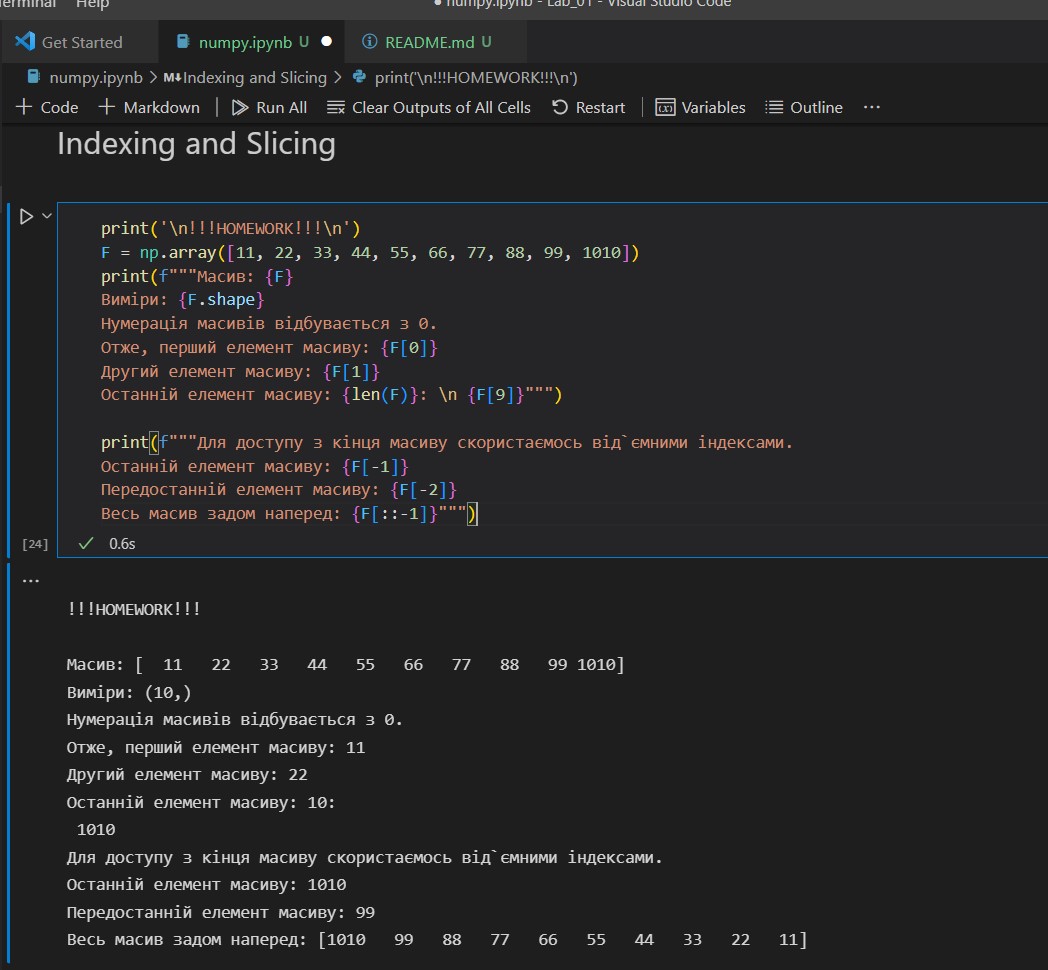 Terminal Help ● numpy.ipynb - Lab_01 - Visual Studio Code
Get Started numpy.ipynb U ● README.md U
numpy.ipynb > M↓Indexing and Slicing > print('\n!!!HOMEWORK!!!\n')
+ Code + Markdown | Run All Clear Outputs of All Cells Restart | Variables Outline ...
Indexing and Slicing
print('\n!!!HOMEWORK!!!\n')
F = np.array([11, 22, 33, 44, 55, 66, 77, 88, 99, 1010])
print(f"""Масив: {F}
Виміри: {F.shape}
Нумерація масивів відбувається з 0.
Отже, перший елемент масиву: {F[0]}
Другий елемент масиву: {F[1]}
Останній елемент масиву: {len(F)}: \n {F[9]}""")
print(f"""Для доступу з кінця масиву скористаємось від`ємними індексами.
Останній елемент масиву: {F[-1]}
Передостанній елемент масиву: {F[-2]}
Весь масив задом наперед: {F[::-1]}""")
[24] ✓ 0.6s
...
!!!HOMEWORK!!!
Масив: [  11   22   33   44   55   66   77   88   99 1010]
Виміри: (10,)
Нумерація масивів відбувається з 0.
Отже, перший елемент масиву: 11
Другий елемент масиву: 22
Останній елемент масиву: 10:
1010
Для доступу з кінця масиву скористаємось від`ємними індексами.
Останній елемент масиву: 1010
Передостанній елемент масиву: 99
Весь масив задом наперед: [1010   99   88   77   66   55   44   33   22   11]